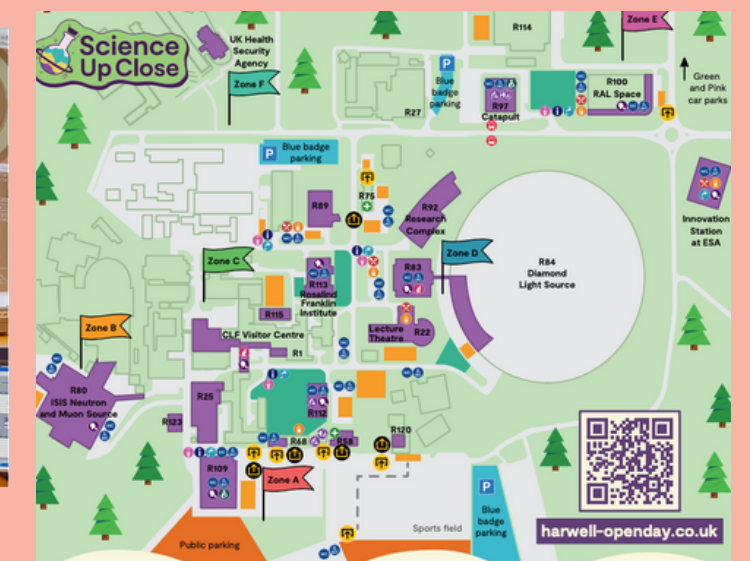 Science
Up Close
UK Health
Security
Agency
Zone F
R114
Zone E
P
Blue
badge
parking
R27
R97
Catapult
R100
RAL Space
Green
and Pink
car parks
P Blue badge
parking
R89
R75
R92
Research
Complex
Innovation
Station
at ESA
Zone C
R113
Rosalind
Franklin
Institute
R83
Zone D
R84
Diamond
Light Source
Zone B
R115
CLF Visitor Centre
R1
Lecture
Theatre
R22
R80
ISIS Neutron
and Muon Source
R25
R123
R112
R68
R58
R120
R109
Zone A
P
Blue
badge
parking
Sports field
Public parking
harwell-openday.co.uk